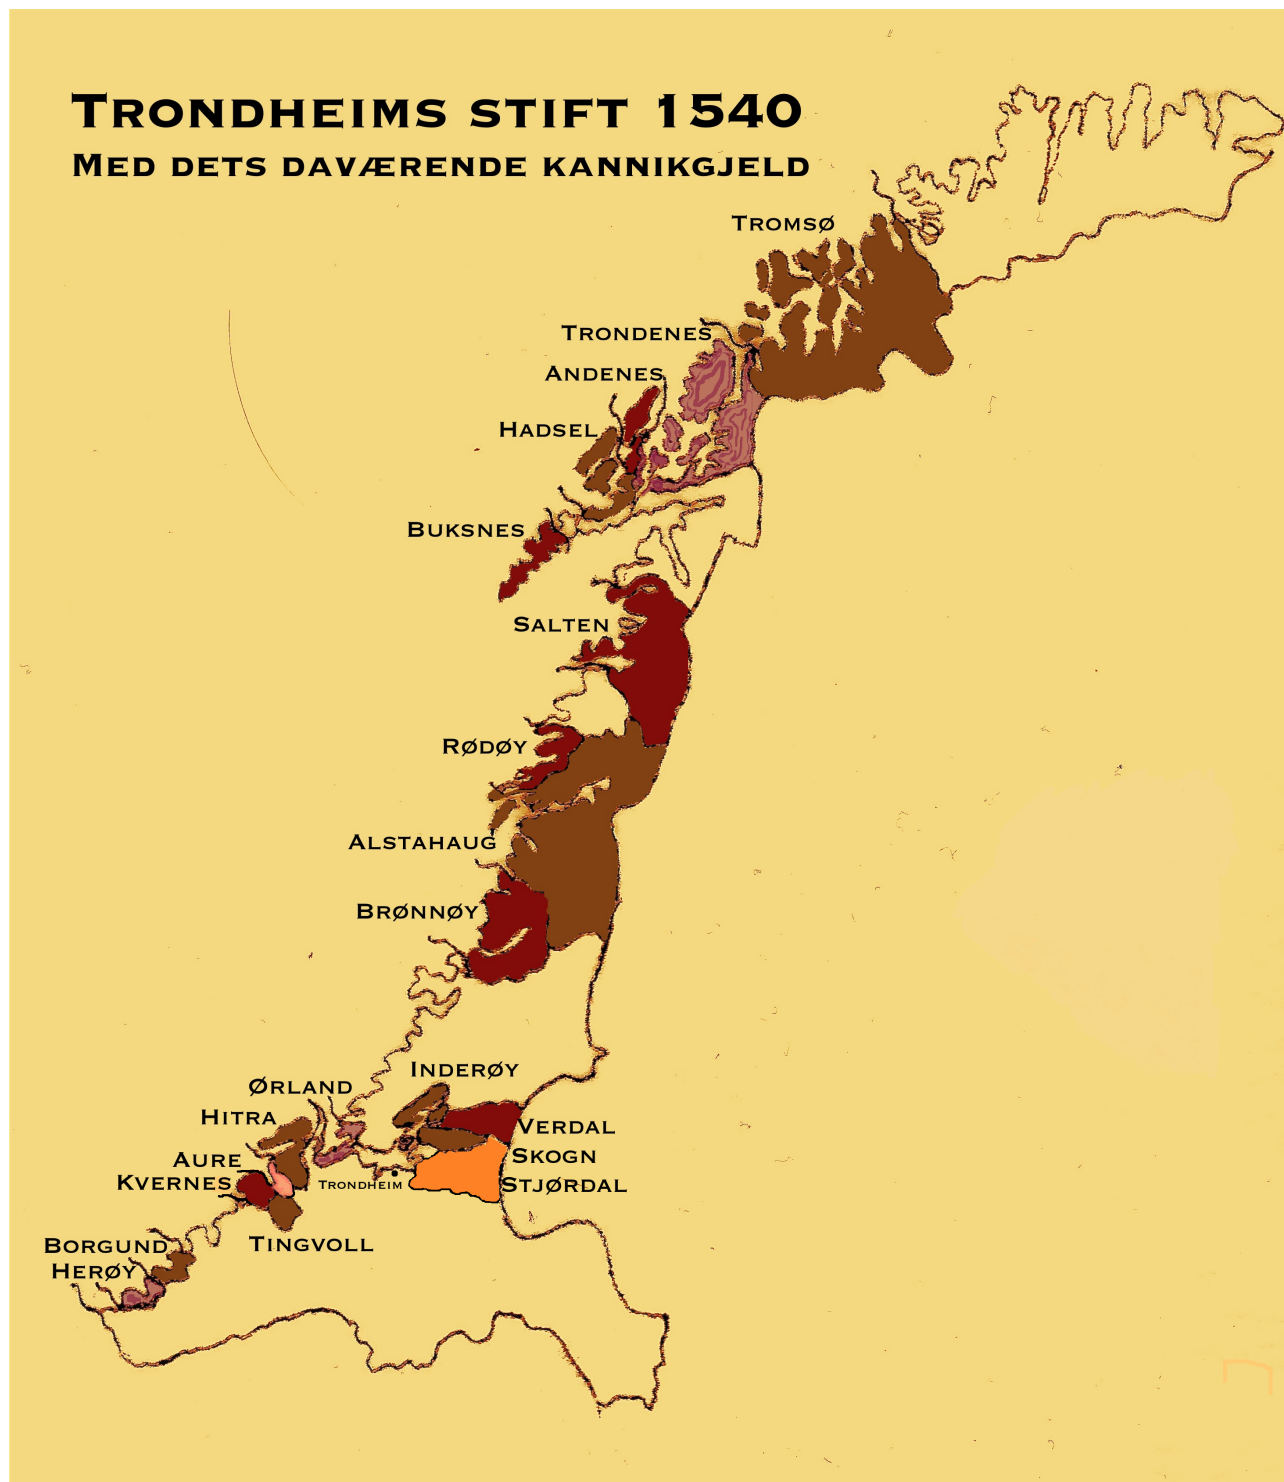 Trondheims stift 1540
Med dets daværende kannikgjeld
Tromsø
Trondenes
Andenes
Hadsel
Buksnes
Salten
Rødøy
Alstahaug
Brønnøy
Inderøy
Ørland
Hitra
Verdal
Skogn
Aure
Kvernes
Trondheim
Stjørdal
Tingvoll
Borgund
Herøy